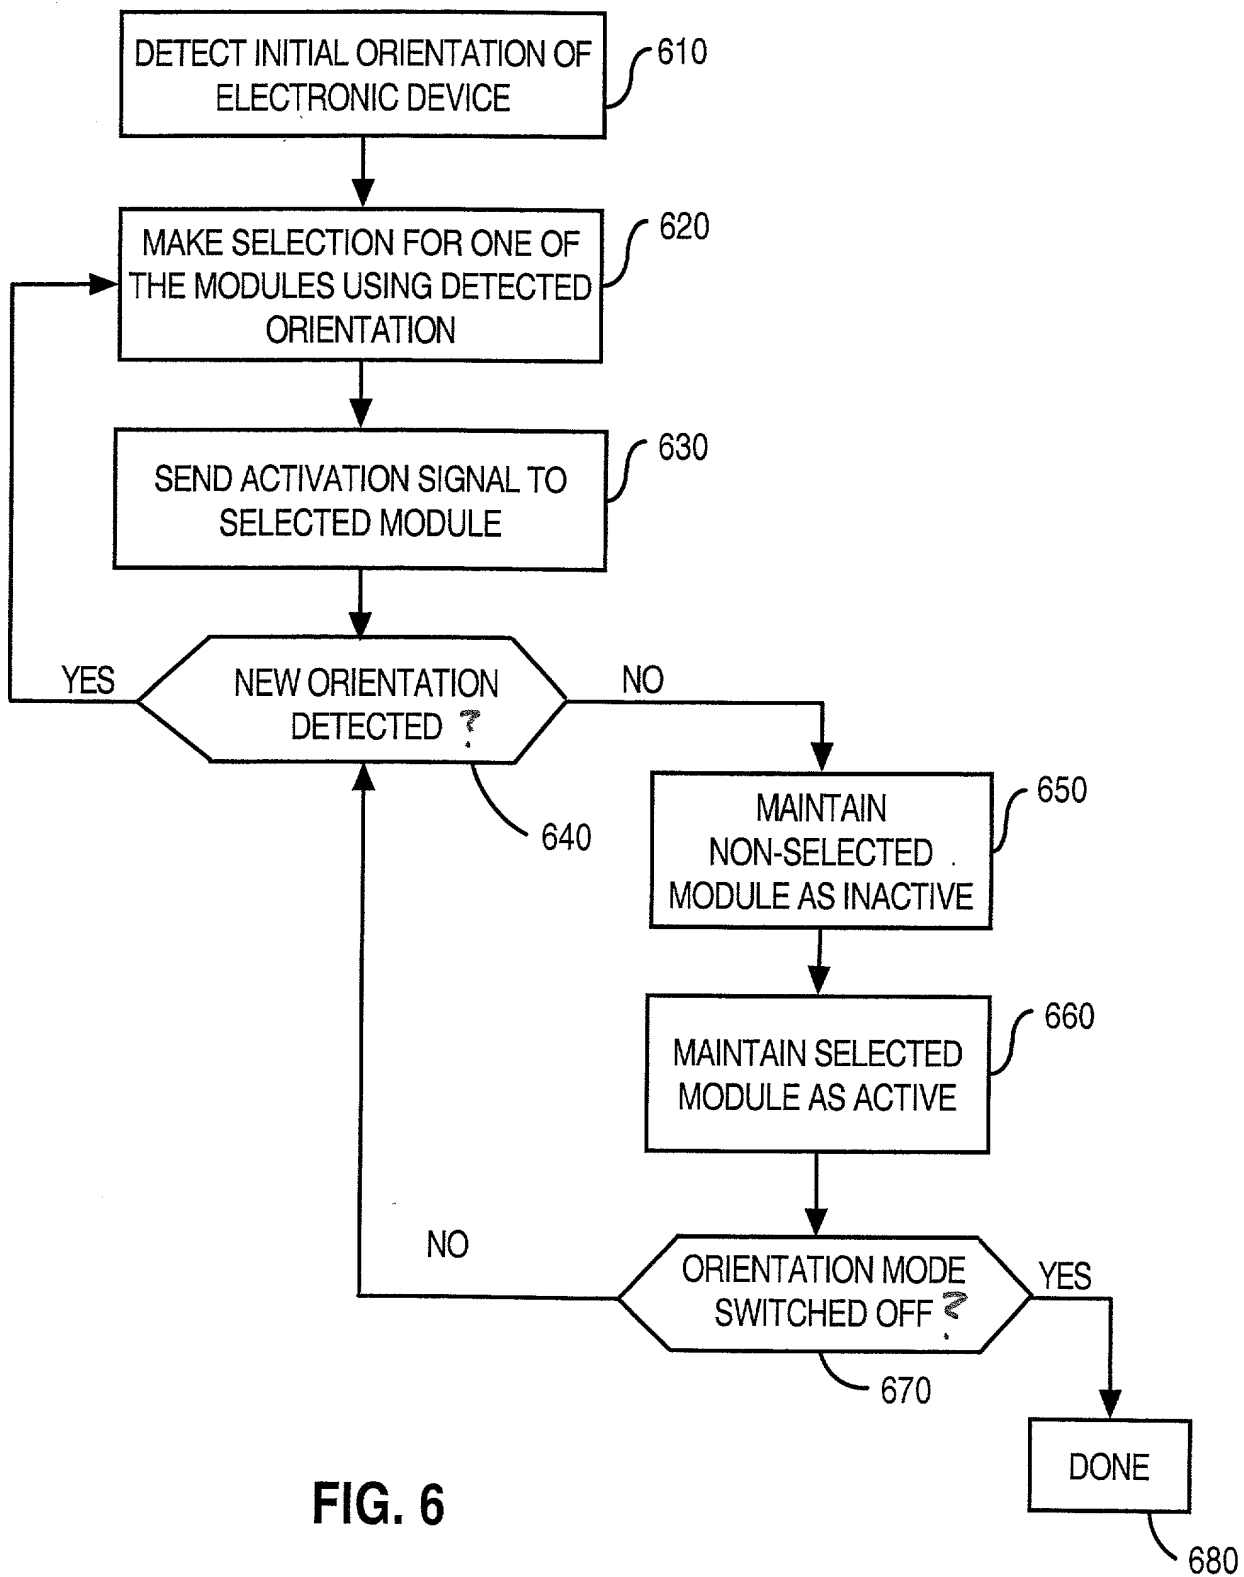 DETECT INITIAL ORIENTATION OF
ELECTRONIC DEVICE
610
MAKE SELECTION FOR ONE OF
THE MODULES USING DETECTED
ORIENTATION
620
SEND ACTIVATION SIGNAL TO
SELECTED MODULE
630
YES
NEW ORIENTATION
DETECTED ?
NO
640
MAINTAIN
NON-SELECTED
MODULE AS INACTIVE
650
MAINTAIN SELECTED
MODULE AS ACTIVE
660
NO
ORIENTATION MODE
SWITCHED OFF ?
YES
670
DONE
680
FIG. 6